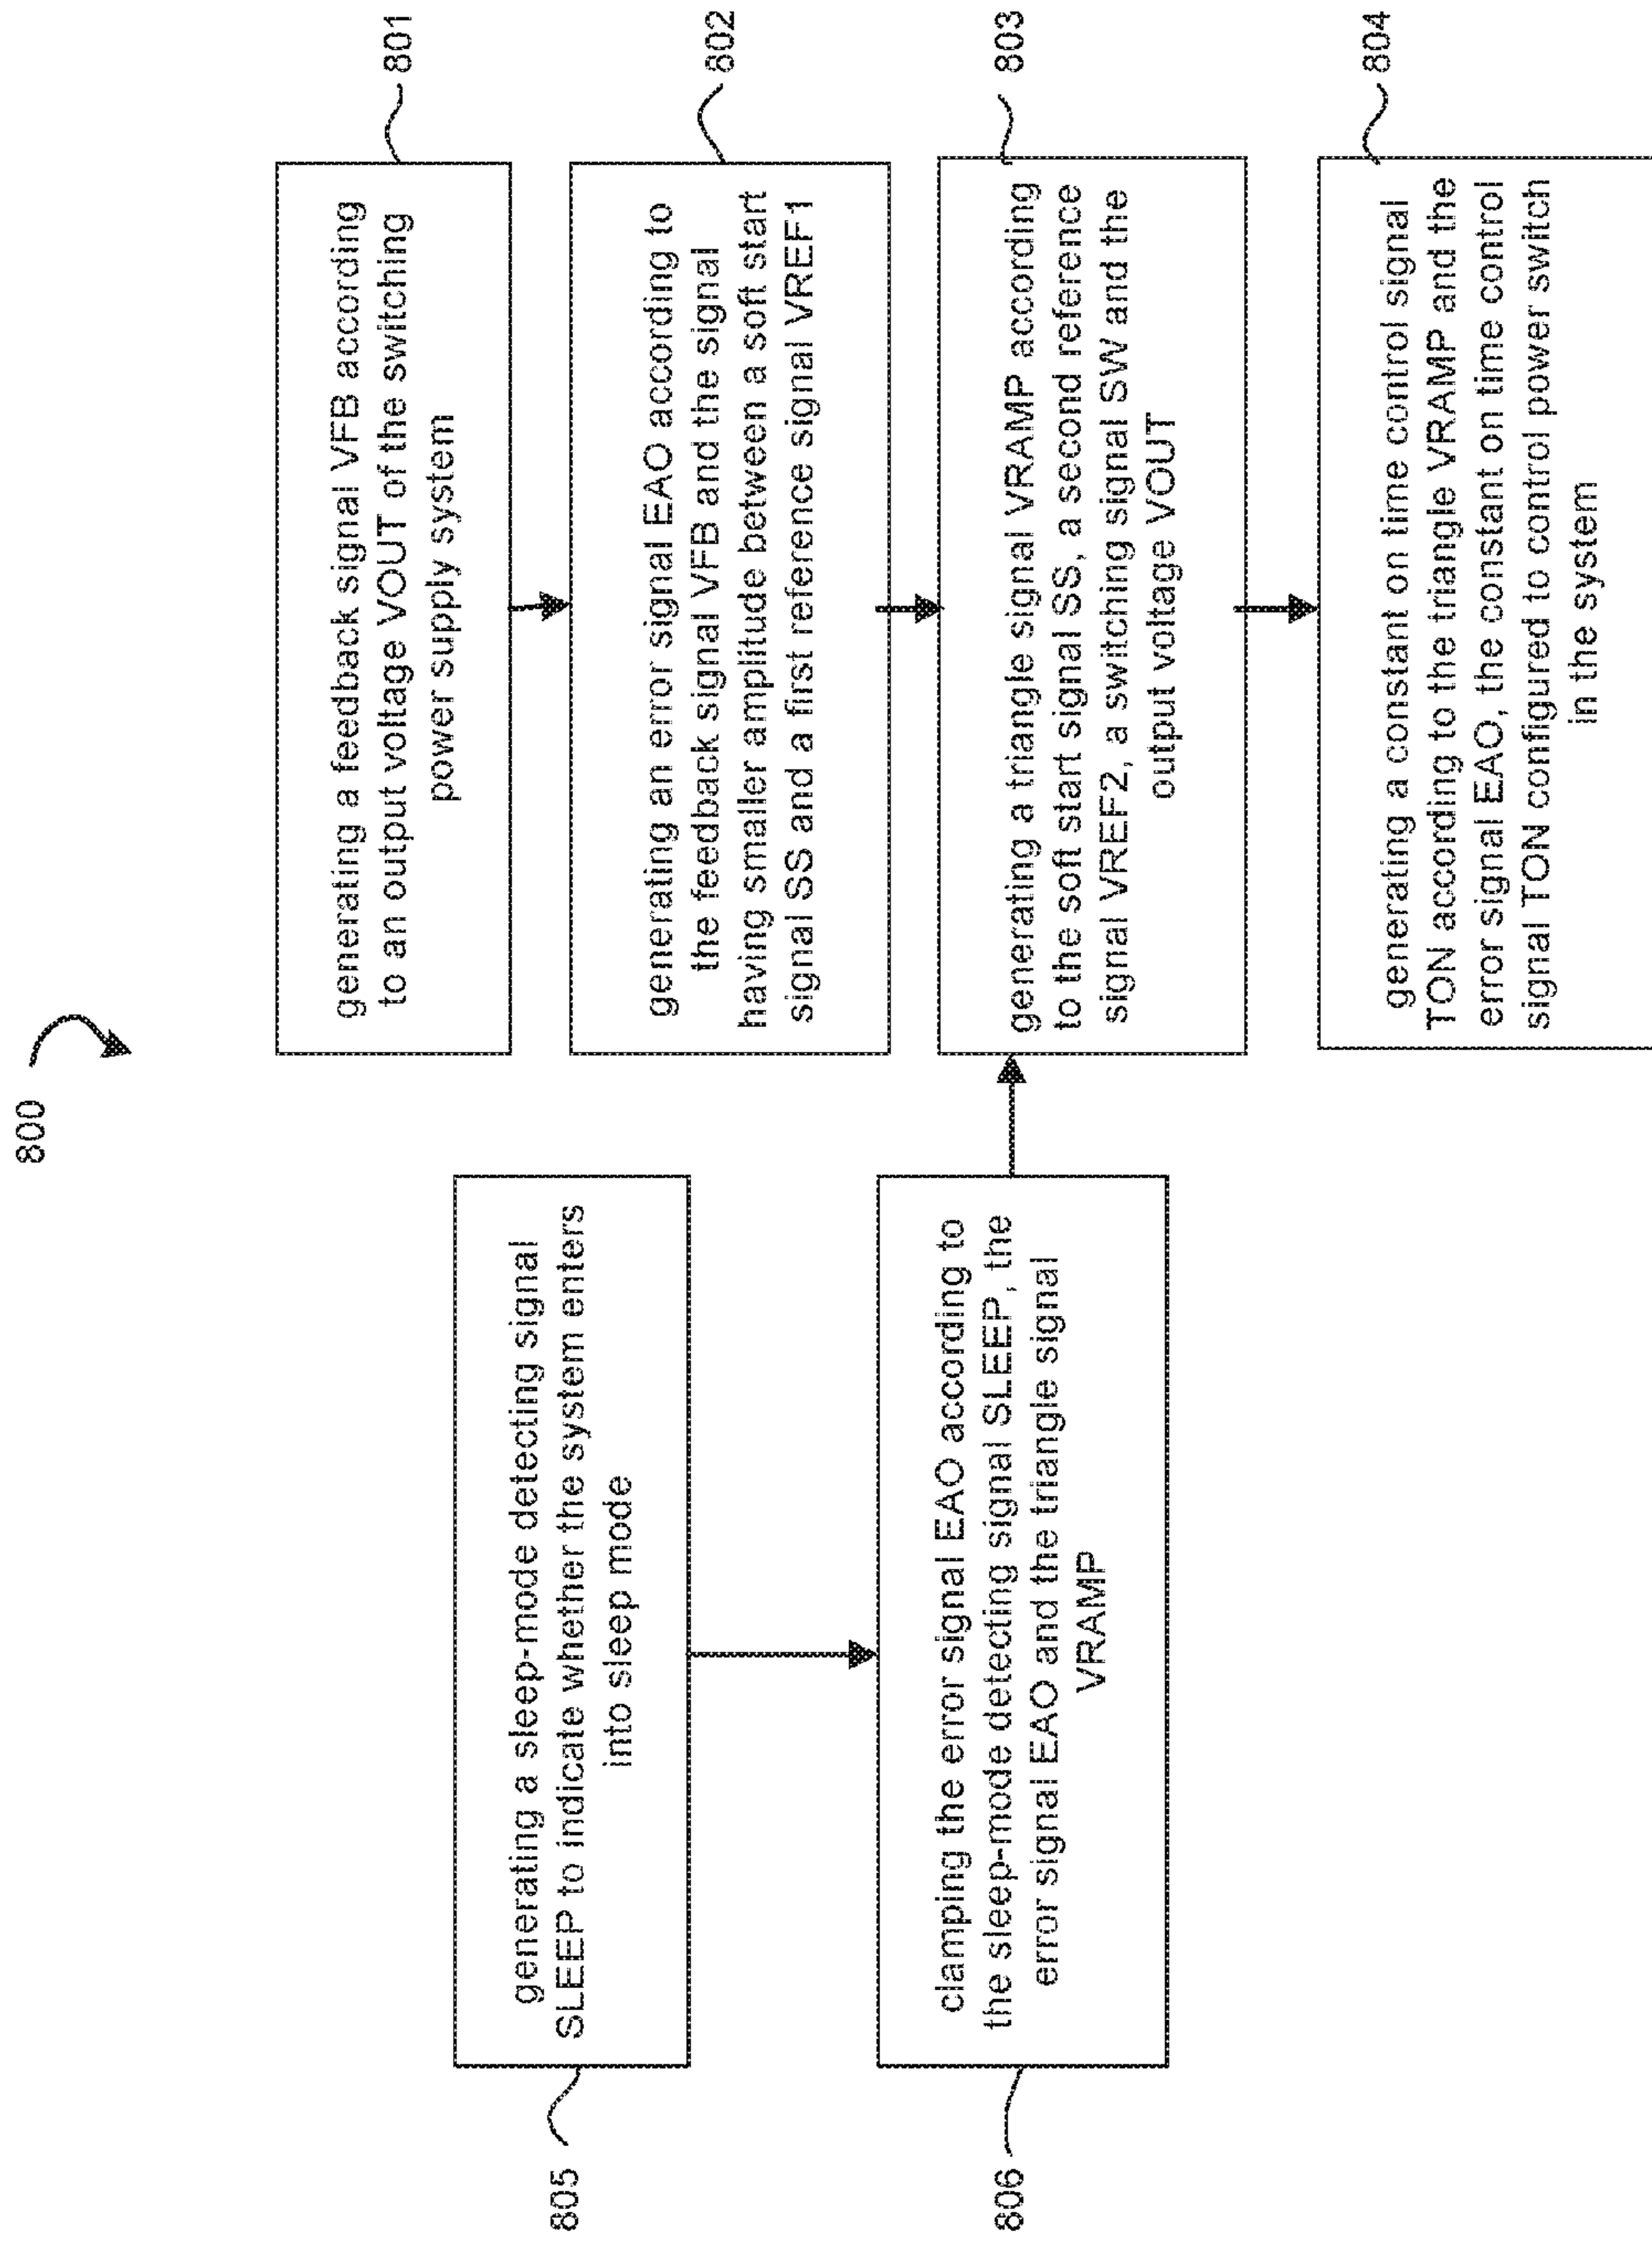 800
generating a feedback signal VFB according
to an output voltage VOUT of the switching
power supply system
801
generating an error signal EAO according to
the feedback signal VFB and the signal
having smaller amplitude between a soft start
signal SS and a first reference signal VREF1
802
generating a triangle signal VRAMP according
to the soft start signal SS, a second reference
signal VREF2, a switching signal SW and the
output voltage VOUT
803
generating a constant on time control signal
TON according to the triangle VRAMP and the
error signal EAO, the constant on time control
signal TON configured to control power switch
in the system
804
generating a sleep-mode detecting signal
SLEEP to indicate whether the system enters
into sleep mode
805
clamping the error signal EAO according to
the sleep-mode detecting signal SLEEP, the
error signal EAO and the triangle signal
VRAMP
806